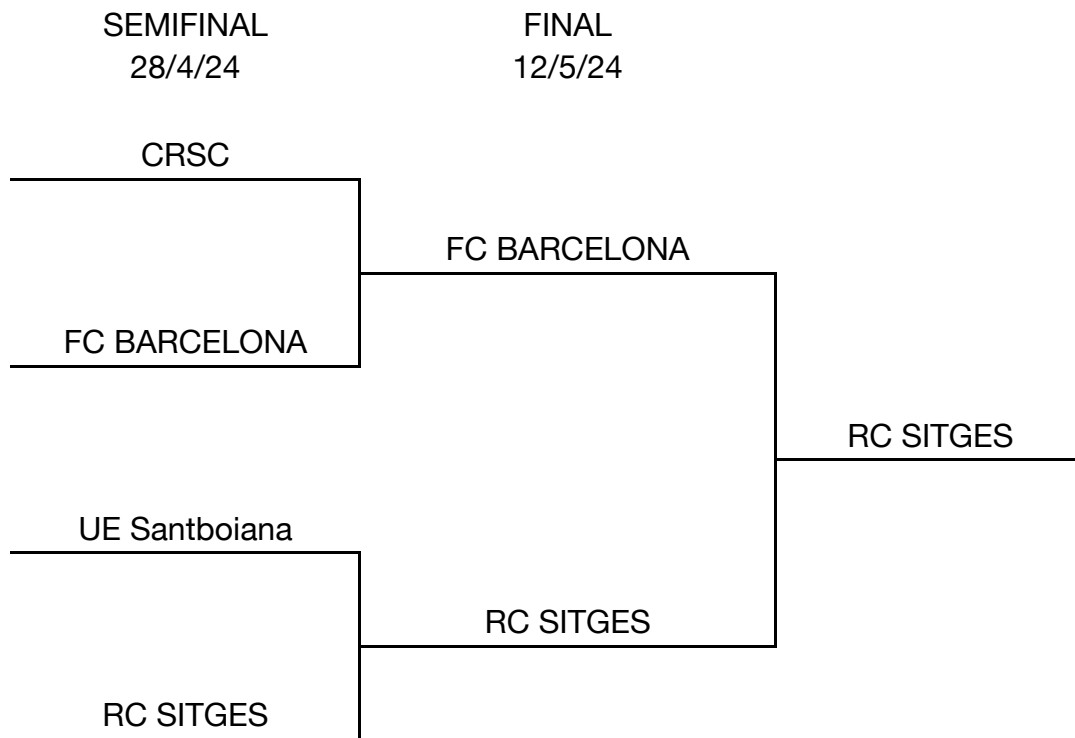 SEMIFINAL
28/4/24
FINAL
12/5/24
CRSC
FC BARCELONA
FC BARCELONA
RC SITGES
UE Santboiana
RC SITGES
RC SITGES